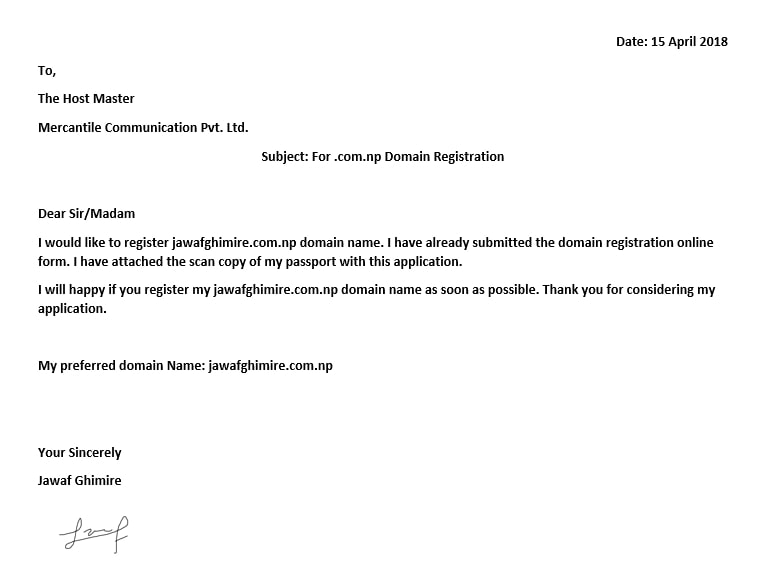 Date: 15 April 2018
To,
The Host Master
Mercantile Communication Pvt. Ltd.
Subject: For .com.np Domain Registration
Dear Sir/Madam
I would like to register jawafghimire.com.np domain name. I have already submitted the domain registration online
form. I have attached the scan copy of my passport with this application.
I will happy if you register my jawafghimire.com.np domain name as soon as possible. Thank you for considering my
application.
My preferred domain Name: jawafghimire.com.np
Your Sincerely
Jawaf Ghimire